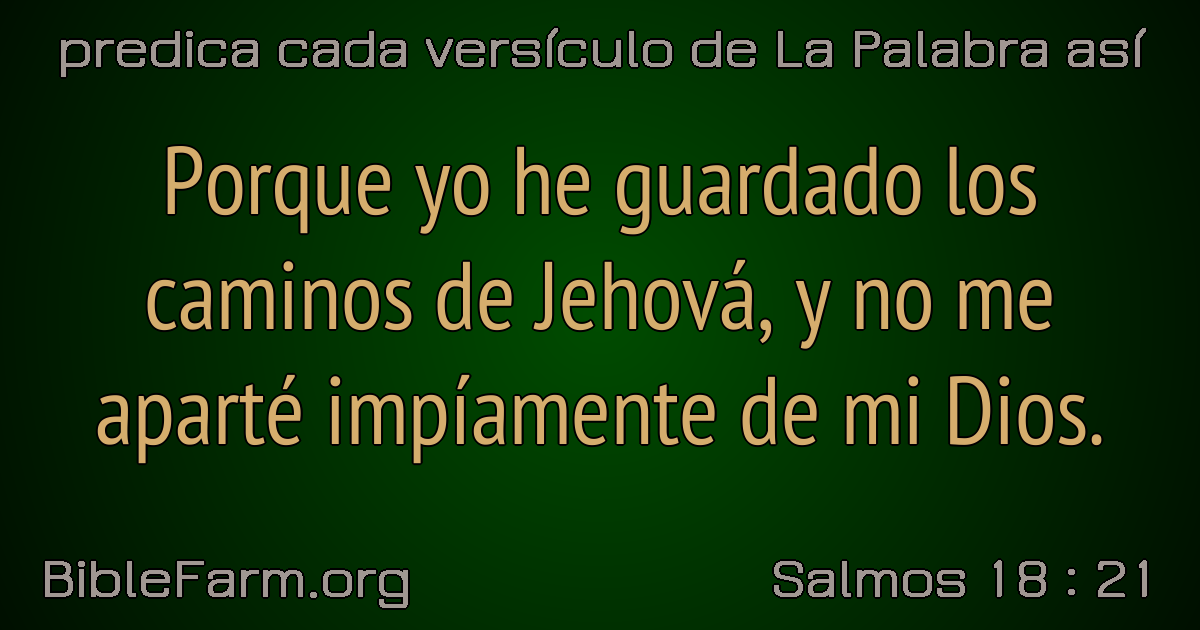 predica cada versículo de La Palabra así
Porque yo he guardado los
caminos de Jehová, y no me
aparté impíamente de mi Dios.
BibleFarm.org
Salmos 18 : 21